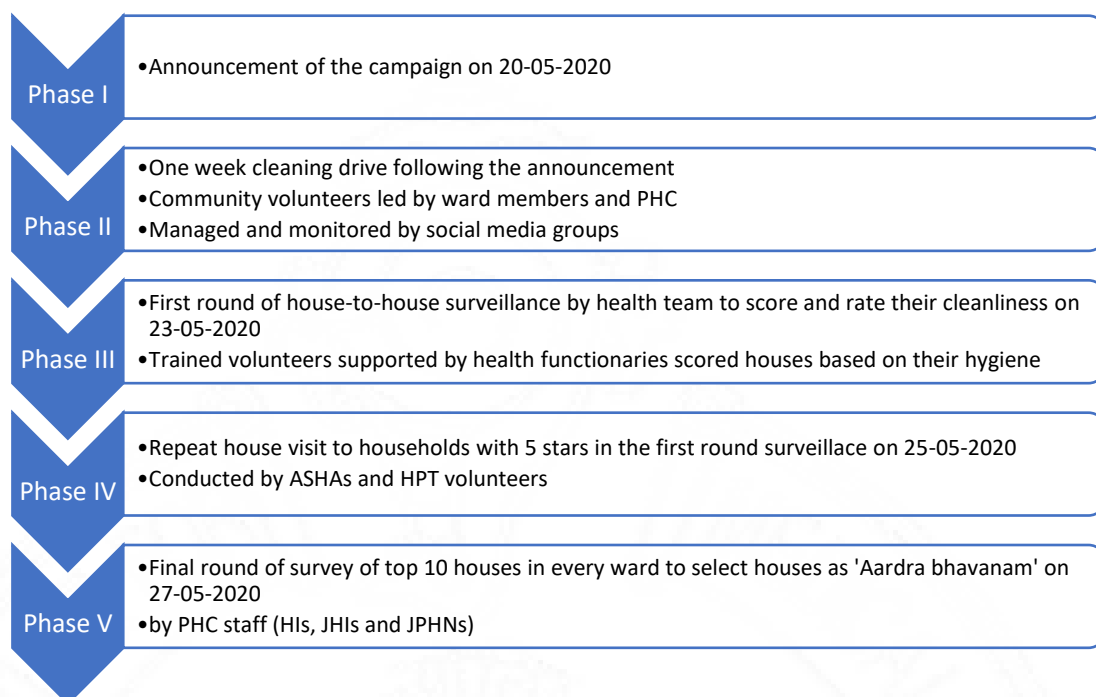 Phase I
•Announcement of the campaign on 20-05-2020
Phase II
•One week cleaning drive following the announcement
•Community volunteers led by ward members and PHC
•Managed and monitored by social media groups
Phase III
•First round of house-to-house surveillance by health team to score and rate their cleanliness on
23-05-2020
•Trained volunteers supported by health functionaries scored houses based on their hygiene
Phase IV
•Repeat house visit to households with 5 stars in the first round surveillace on 25-05-2020
•Conducted by ASHAs and HPT volunteers
Phase V
•Final round of survey of top 10 houses in every ward to select houses as 'Aardra bhavanam' on
27-05-2020
•by PHC staff (HIs, JHIs and JPHNs)